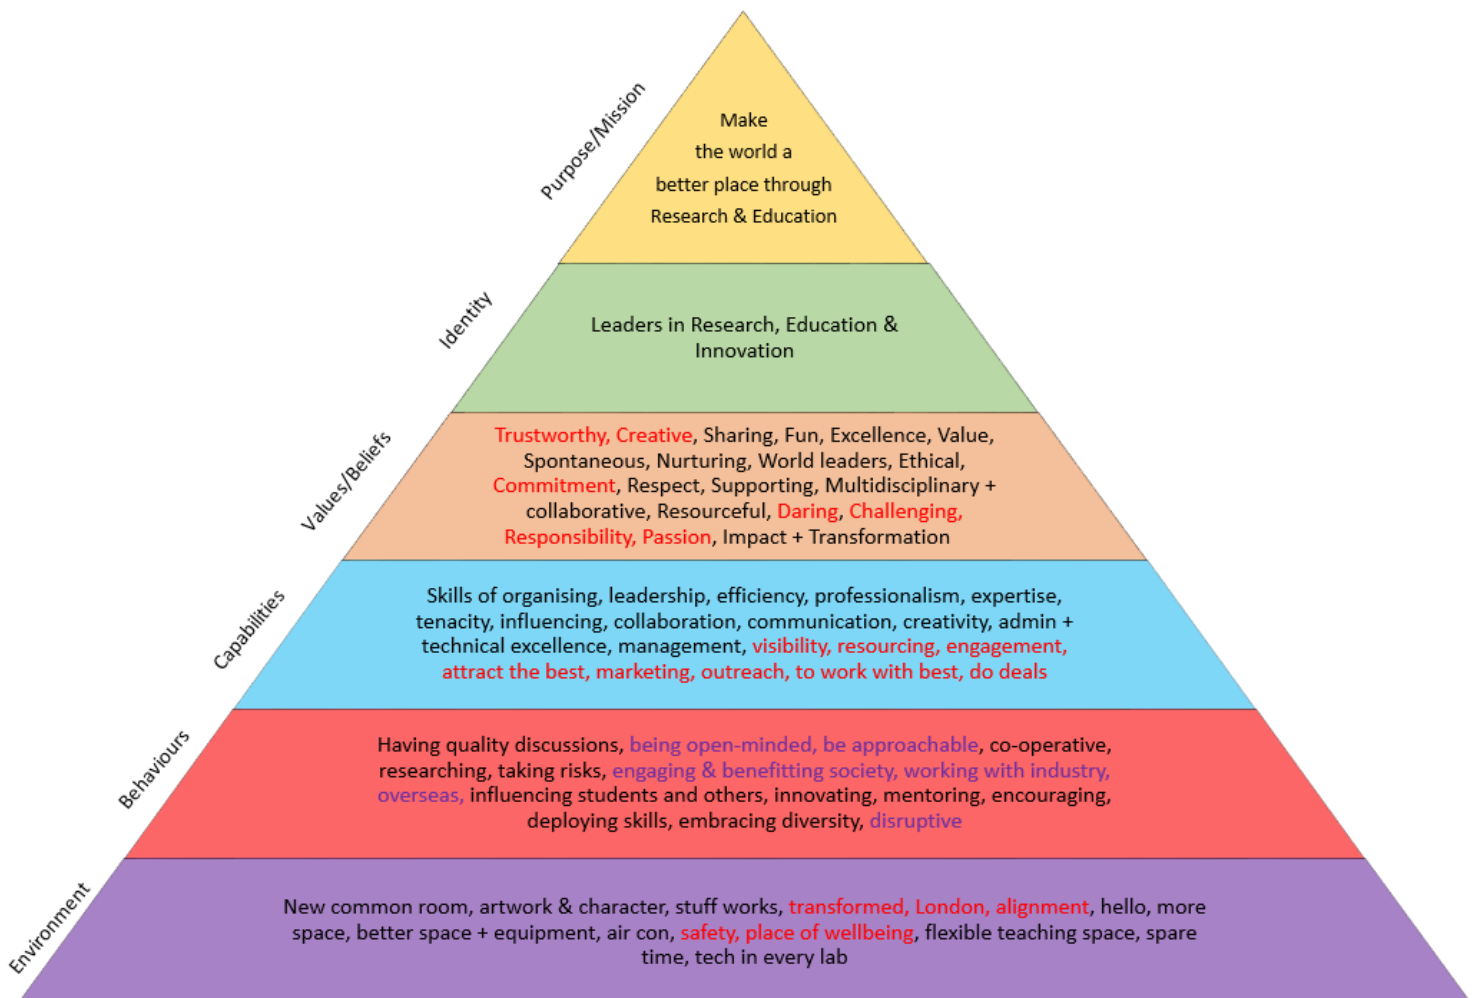 Purpose/Mission
Make
the world a
better place through
Research & Education
Identity
Leaders in Research, Education &
Innovation
Values/Beliefs
Trustworthy, Creative, Sharing, Fun, Excellence, Value,
Spontaneous, Nurturing, World leaders, Ethical,
Commitment, Respect, Supporting, Multidisciplinary +
collaborative, Resourceful, Daring, Challenging,
Responsibility, Passion, Impact + Transformation
Capabilities
Skills of organising, leadership, efficiency, professionalism, expertise,
tenacity, influencing, collaboration, communication, creativity, admin +
technical excellence, management, visibility, resourcing, engagement,
attract the best, marketing, outreach, to work with best, do deals
Behaviours
Having quality discussions, being open-minded, be approachable, co-operative,
researching, taking risks, engaging & benefitting society, working with industry,
overseas, influencing students and others, innovating, mentoring, encouraging,
deploying skills, embracing diversity, disruptive
Environment
New common room, artwork & character, stuff works, transformed, London, alignment, hello, more
space, better space + equipment, air con, safety, place of wellbeing, flexible teaching space, spare
time, tech in every lab